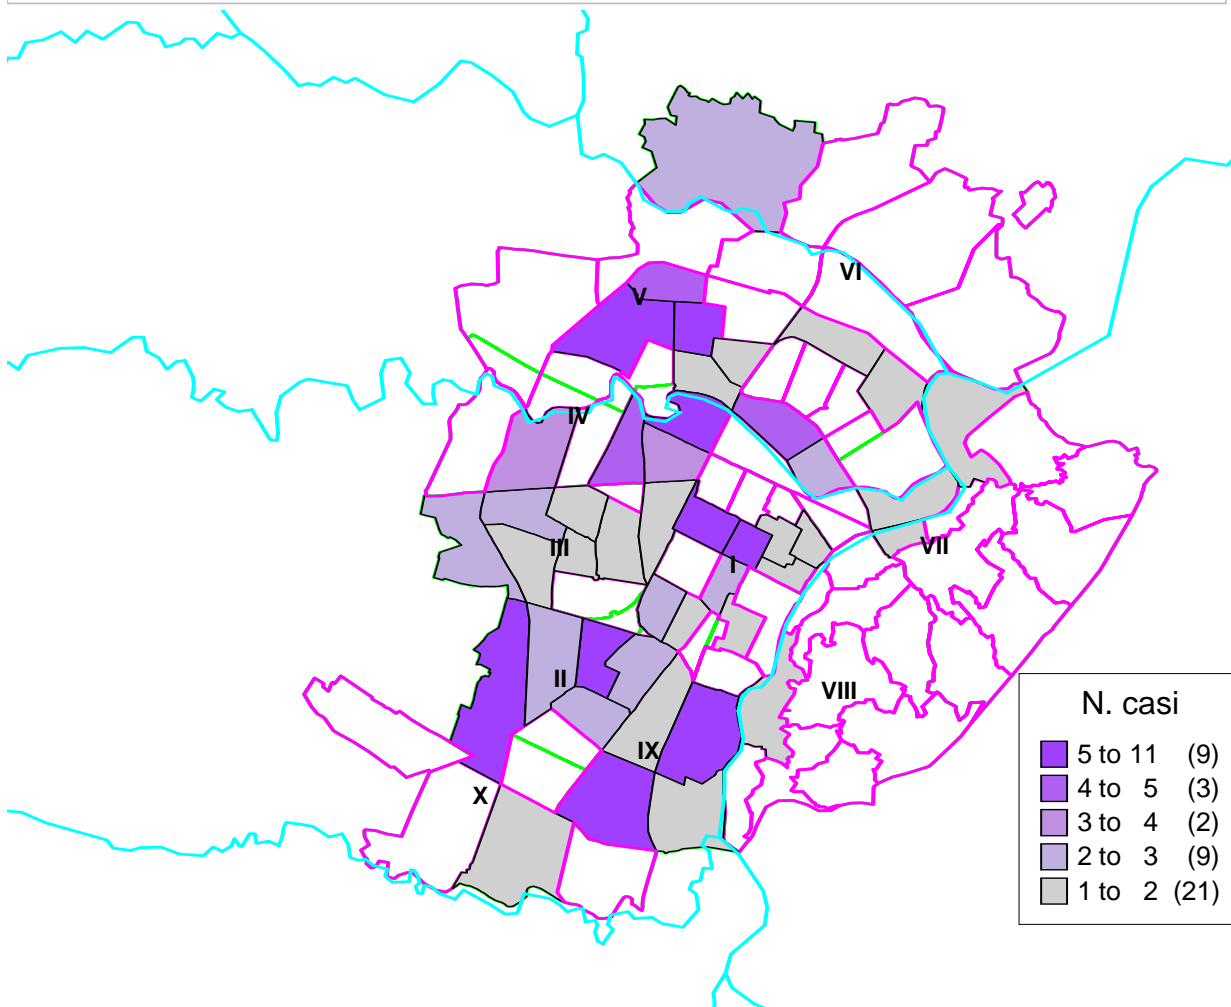 VI
V
IV
III
I
VII
II
VIII
IX
X
N. casi
5 to 11 (9)
4 to 5 (3)
3 to 4 (2)
2 to 3 (9)
1 to 2 (21)